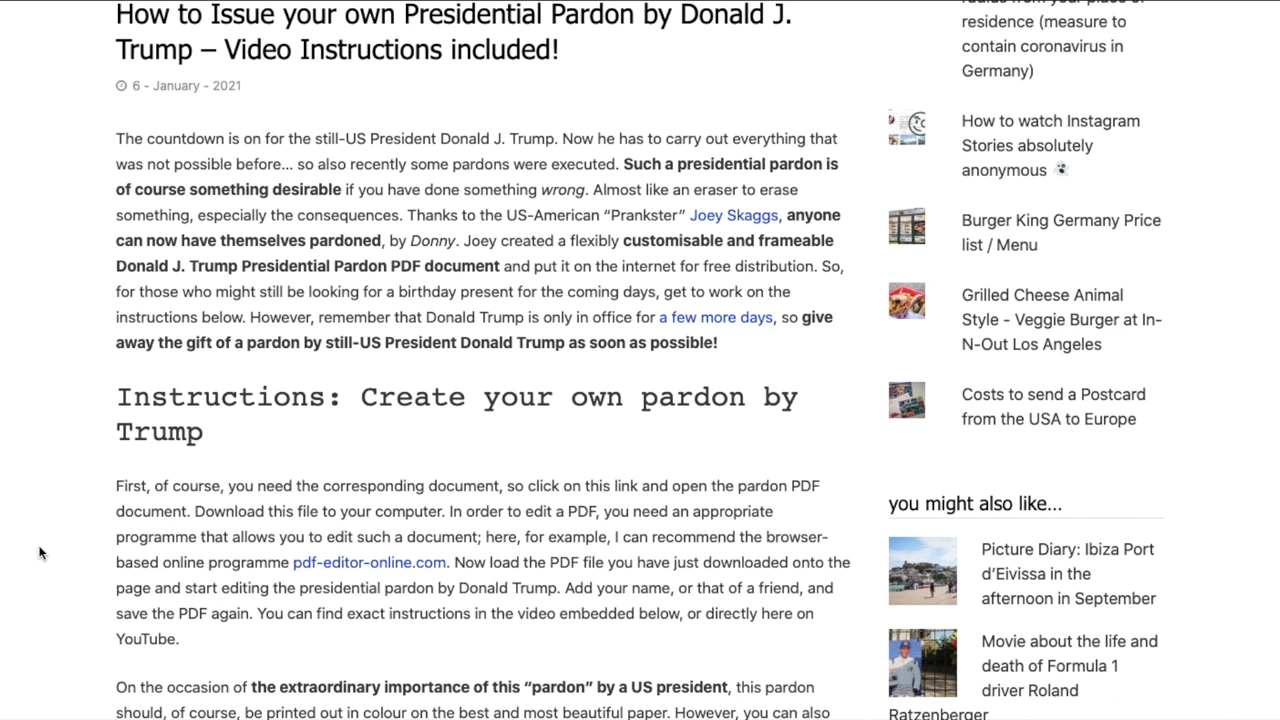 How to Issue your own Presidential Pardon by Donald J.
Trump – Video Instructions included!
6 - January - 2021
The countdown is on for the still-US President Donald J. Trump. Now he has to carry out everything that
was not possible before... so also recently some pardons were executed. Such a presidential pardon is
of course something desirable if you have done something wrong. Almost like an eraser to erase
something, especially the consequences. Thanks to the US-American “Prankster” Joey Skaggs, anyone
can now have themselves pardoned, by Donny. Joey created a flexibly customisable and frameable
Donald J. Trump Presidential Pardon PDF document and put it on the internet for free distribution. So,
for those who might still be looking for a birthday present for the coming days, get to work on the
instructions below. However, remember that Donald Trump is only in office for a few more days, so give
away the gift of a pardon by still-US President Donald Trump as soon as possible!
Instructions: Create your own pardon by
Trump
First, of course, you need the corresponding document, so click on this link and open the pardon PDF
document. Download this file to your computer. In order to edit a PDF, you need an appropriate
programme that allows you to edit such a document; here, for example, I can recommend the browser-
based online programme pdf-editor-online.com. Now load the PDF file you have just downloaded onto the
page and start editing the presidential pardon by Donald Trump. Add your name, or that of a friend, and
save the PDF again. You can find exact instructions in the video embedded below, or directly here on
YouTube.
On the occasion of the extraordinary importance of this “pardon” by a US president, this pardon
should, of course, be printed out in colour on the best and most beautiful paper. However, you can also
residence (measure to
contain coronavirus in
Germany)
How to watch Instagram
Stories absolutely
anonymous 👻
Burger King Germany Price
list / Menu
Grilled Cheese Animal
Style - Veggie Burger at In-
N-Out Los Angeles
Costs to send a Postcard
from the USA to Europe
you might also like...
Picture Diary: Ibiza Port
d’Eivissa in the
afternoon in September
Movie about the life and
death of Formula 1
driver Roland
Ratzenberger